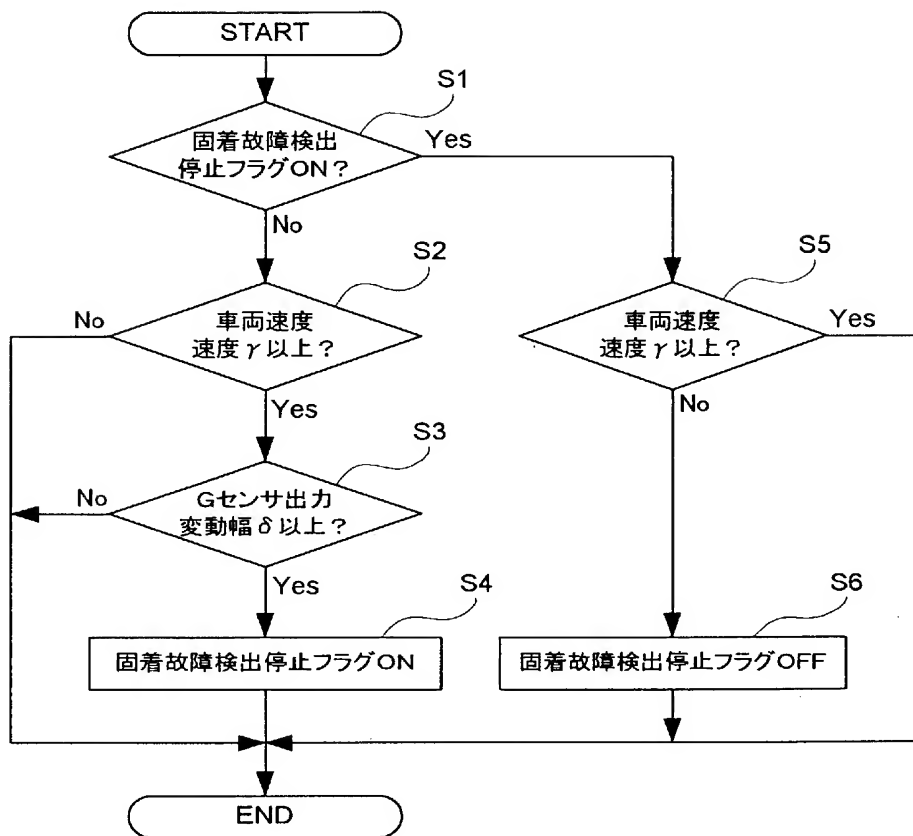 START
S1
固着故障検出
停止フラグON?
Yes
No
S2
車両速度
速度γ以上?
No
Yes
S3
Gセンサ出力
変動幅δ以上?
No
Yes
S4
固着故障検出停止フラグON
S5
車両速度
速度γ以上?
Yes
No
S6
固着故障検出停止フラグOFF
END